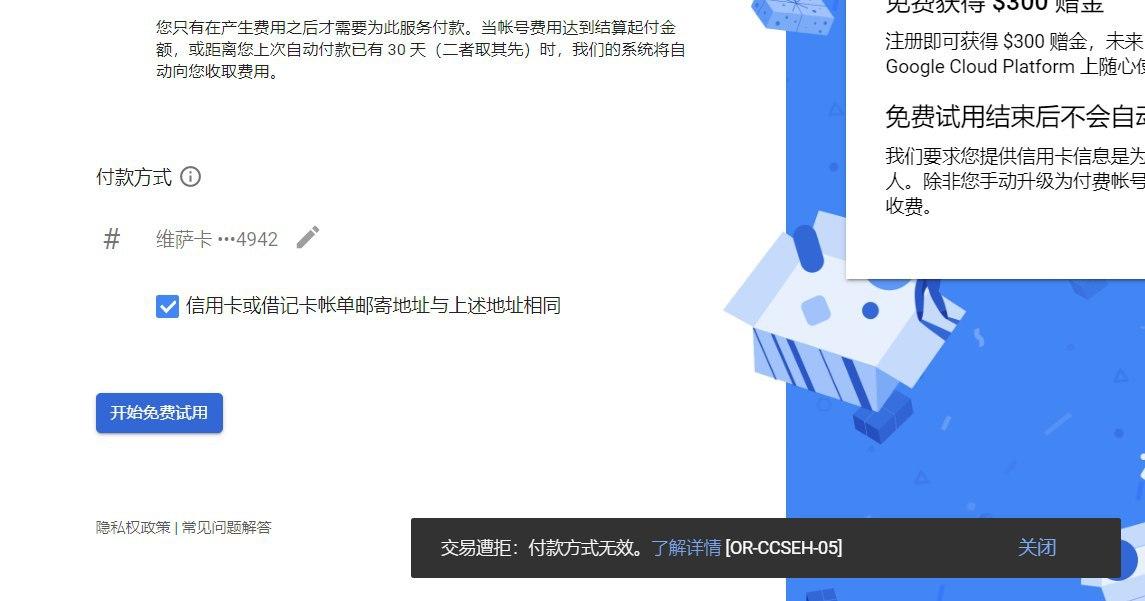 您只有在产生费用之后才需要为此服务付款。当帐号费用达到结算起付金
额，或距离您上次自动付款已有 30 天（二者取其先）时，我们的系统将自
动向您收取费用。
付款方式
# 维萨卡 ••••4942
信用卡或借记卡帐单邮寄地址与上述地址相同
开始免费试用
隐私权政策 | 常见问题解答
免费获得 $300 赠金
注册即可获得 $300 赠金，未来
Google Cloud Platform 上随心使
免费试用结束后不会自动
我们要求您提供信用卡信息是为
人。除非您手动升级为付费帐号
收费。
交易遭拒：付款方式无效。了解详情 [OR-CCSEH-05]
关闭